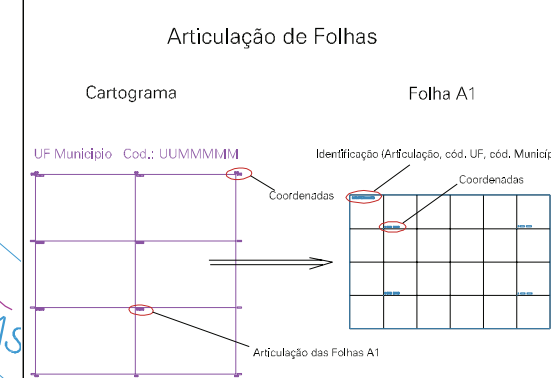 Articulação de Folhas
Cartograma
Folha A1
UF Municipio Cod.: UUMMMMM
Identificação (Articulação, cód. UF, cód. Municíp
Coordenadas
Coordenadas
Articulação das Folhas A1